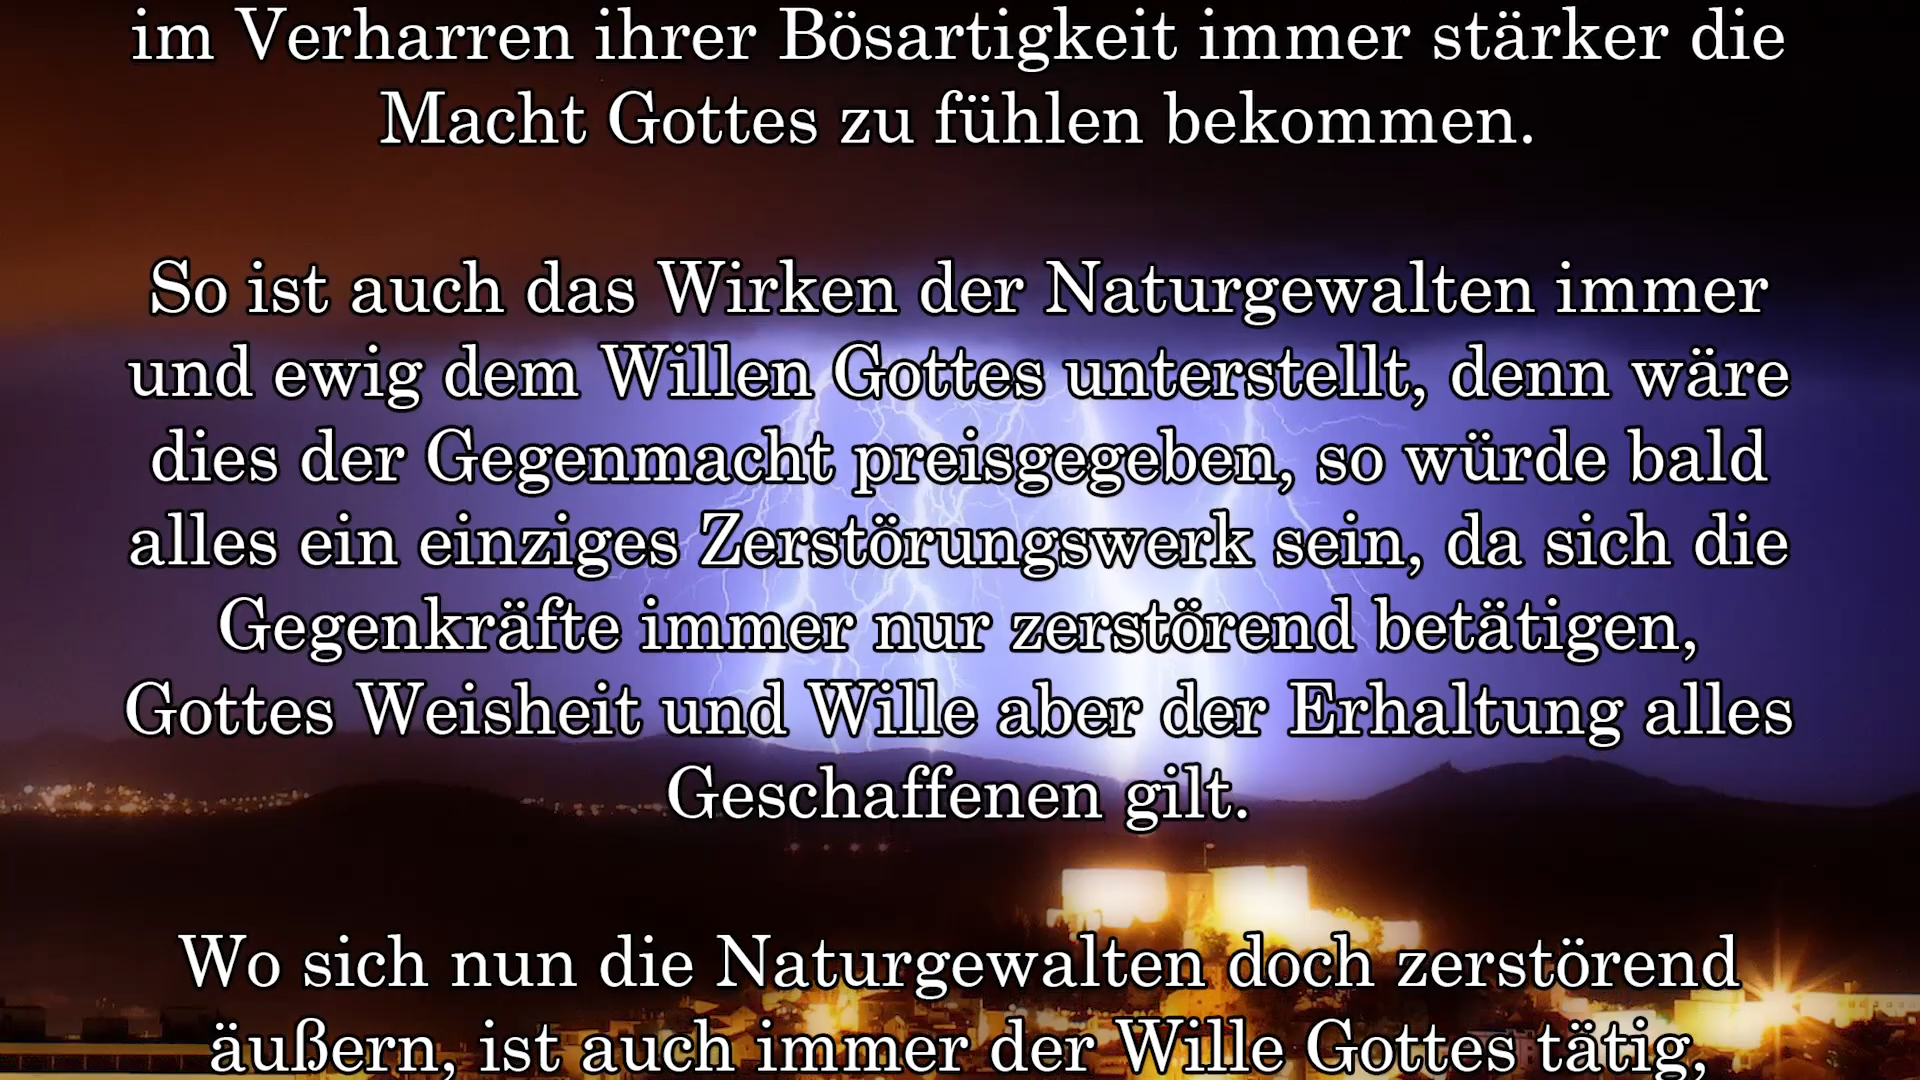 im Verharren ihrer Bösartigkeit immer stärker die
Macht Gottes zu fühlen bekommen.
So ist auch das Wirken der Naturgewalten immer
und ewig dem Willen Gottes unterstellt, denn wäre
dies der Gegenmacht preisgegeben, so würde bald
alles ein einziges Zerstörungswerk sein, da sich die
Gegenkräfte immer nur zerstörend betätigen,
Gottes Weisheit und Wille aber der Erhaltung alles
Geschaffenen gilt.
Wo sich nun die Naturgewalten doch zerstörend
äußern, ist auch immer der Wille Gottes tätig,